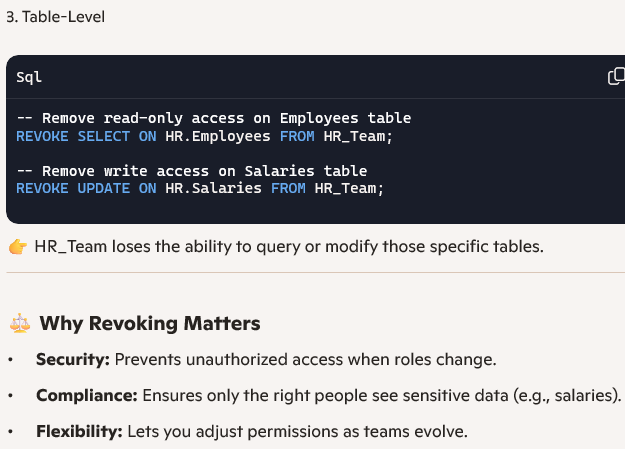 3. Table-Level
Sql
-- Remove read-only access on Employees table
REVOKE SELECT ON HR.Employees FROM HR_Team;
-- Remove write access on Salaries table
REVOKE UPDATE ON HR.Salaries FROM HR_Team;
👉 HR_Team loses the ability to query or modify those specific tables.
⚖️ Why Revoking Matters
• Security: Prevents unauthorized access when roles change.
• Compliance: Ensures only the right people see sensitive data (e.g., salaries).
• Flexibility: Lets you adjust permissions as teams evolve.